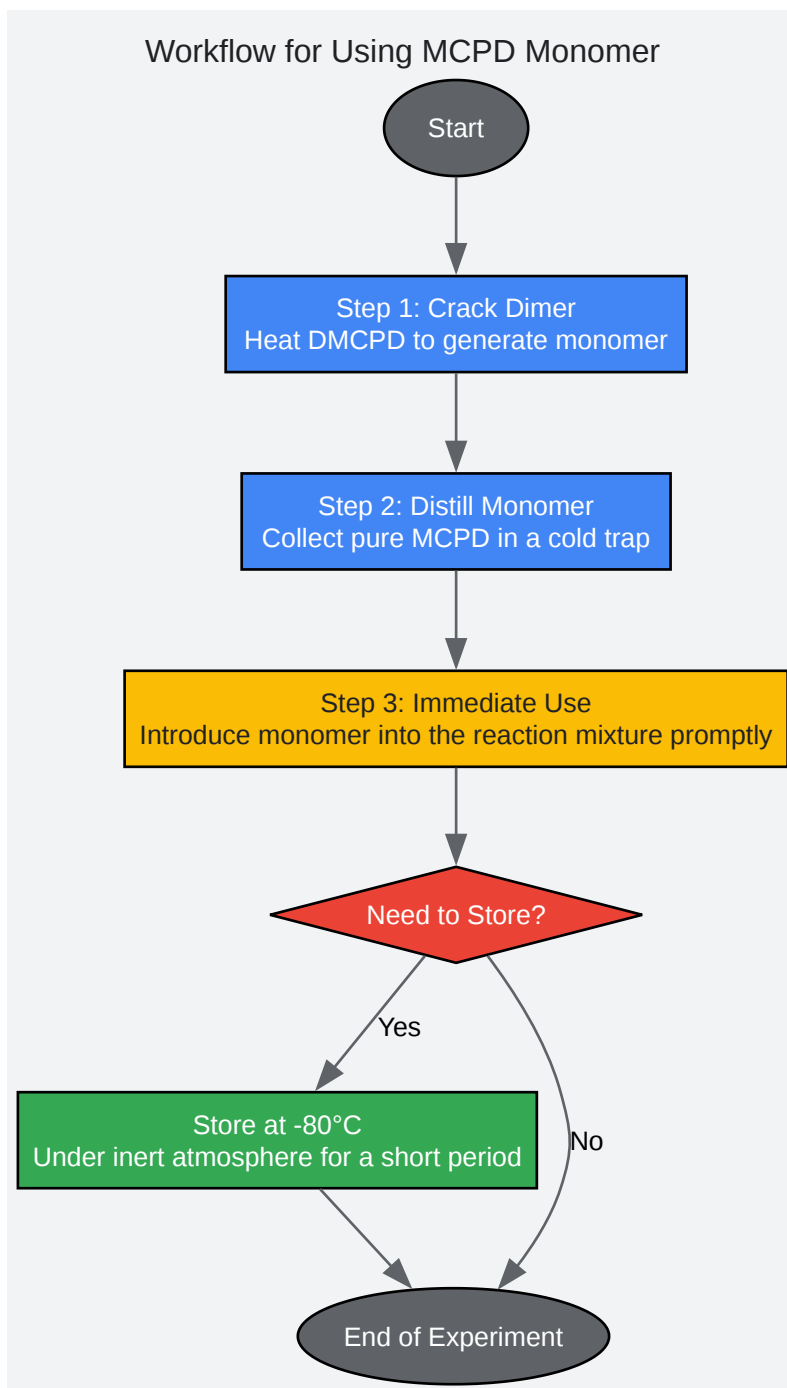 Workflow for Using MCPD Monomer
Start
Step 1: Crack Dimer
Heat DMCPD to generate monomer
Step 2: Distill Monomer
Collect pure MCPD in a cold trap
Step 3: Immediate Use
Introduce monomer into the reaction mixture promptly
Need to Store?
Yes
Store at -80°C
Under inert atmosphere for a short period
No
End of Experiment